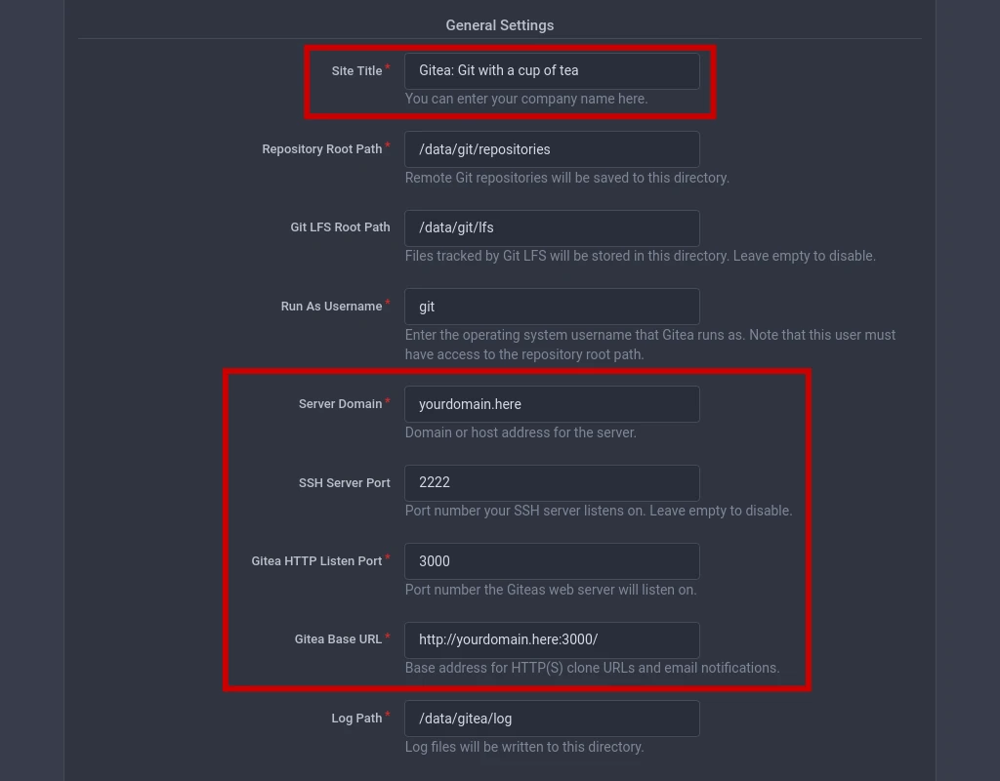 General Settings
Site Title *
Gitea: Git with a cup of tea
You can enter your company name here.
Repository Root Path *
/data/git/repositories
Remote Git repositories will be saved to this directory.
Git LFS Root Path
/data/git/lfs
Files tracked by Git LFS will be stored in this directory. Leave empty to disable.
Run As Username *
git
Enter the operating system username that Gitea runs as. Note that this user must
have access to the repository root path.
Server Domain *
yourdomain.here
Domain or host address for the server.
SSH Server Port
2222
Port number your SSH server listens on. Leave empty to disable.
Gitea HTTP Listen Port *
3000
Port number the Giteas web server will listen on.
Gitea Base URL *
http://yourdomain.here:3000/
Base address for HTTP(S) clone URLs and email notifications.
Log Path *
/data/gitea/log
Log files will be written to this directory.